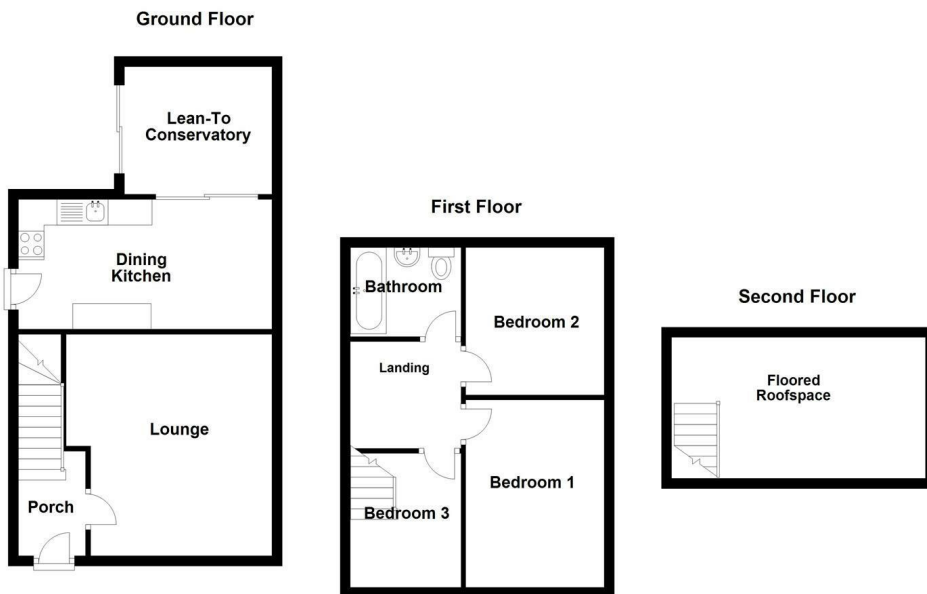 Ground Floor
Lean-To
Conservatory
Dining
Kitchen
Lounge
Porch
First Floor
Bathroom
Bedroom 2
Landing
Bedroom 1
Bedroom 3
Second Floor
Floored
Roofspace